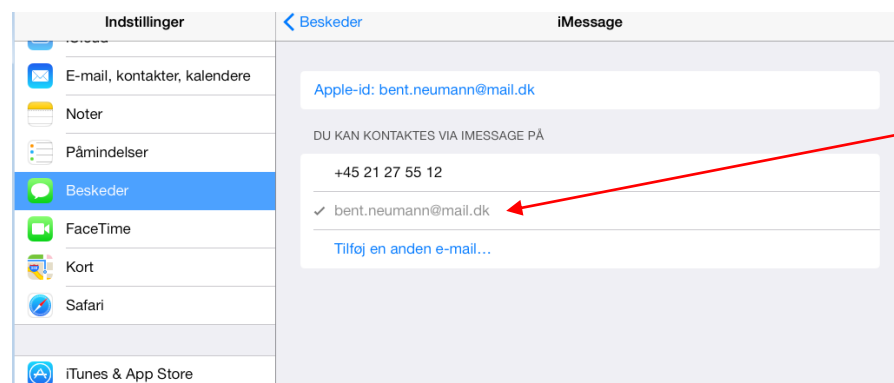 Indstillinger
Beskeder
iMessage
E-mail, kontakter, kalendere
Noter
Påmindelser
Beskeder
FaceTime
Kort
Safari
iTunes & App Store
Apple-id: bent.neumann@mail.dk
DU KAN KONTAKTES VIA IMESSAGE PÅ
+45 21 27 55 12
bent.neumann@mail.dk
Tilføj en anden e-mail...